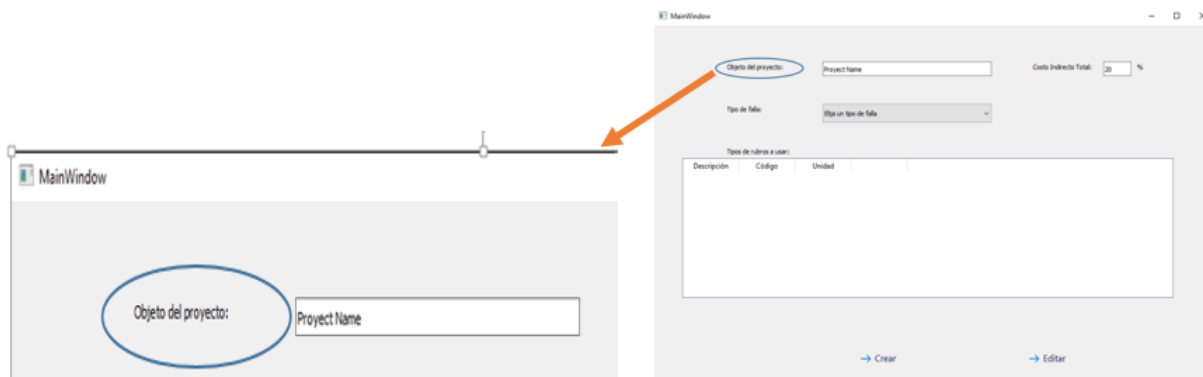 MainWindow
Objeto del proyecto:
Proyect Name
MainWindow
Objeto del proyecto:
Proyect Name
Costo Indirecto Total:
20
%
Tipo de falla:
Elija un tipo de falla
Tipos de rubros a usar:
Descripción
Código
Unidad
Crear
Editar